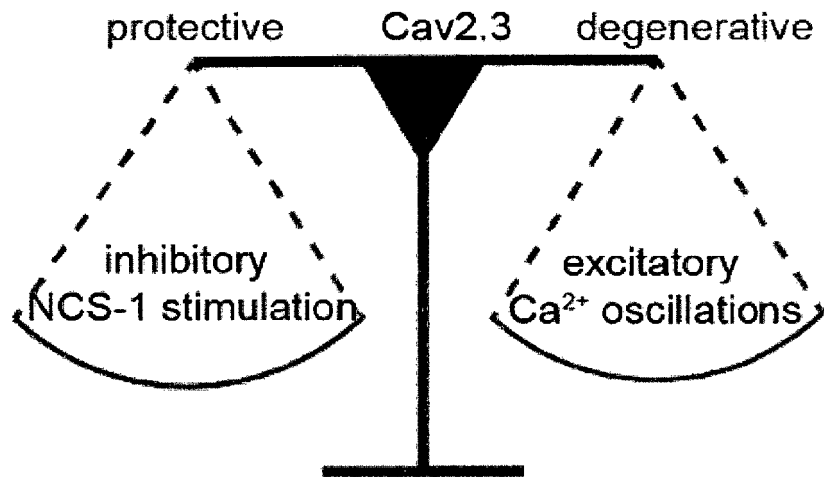 protective Cav2.3 degenerative
inhibitory
NCS-1 stimulation
excitatory
Ca²⁺ oscillations